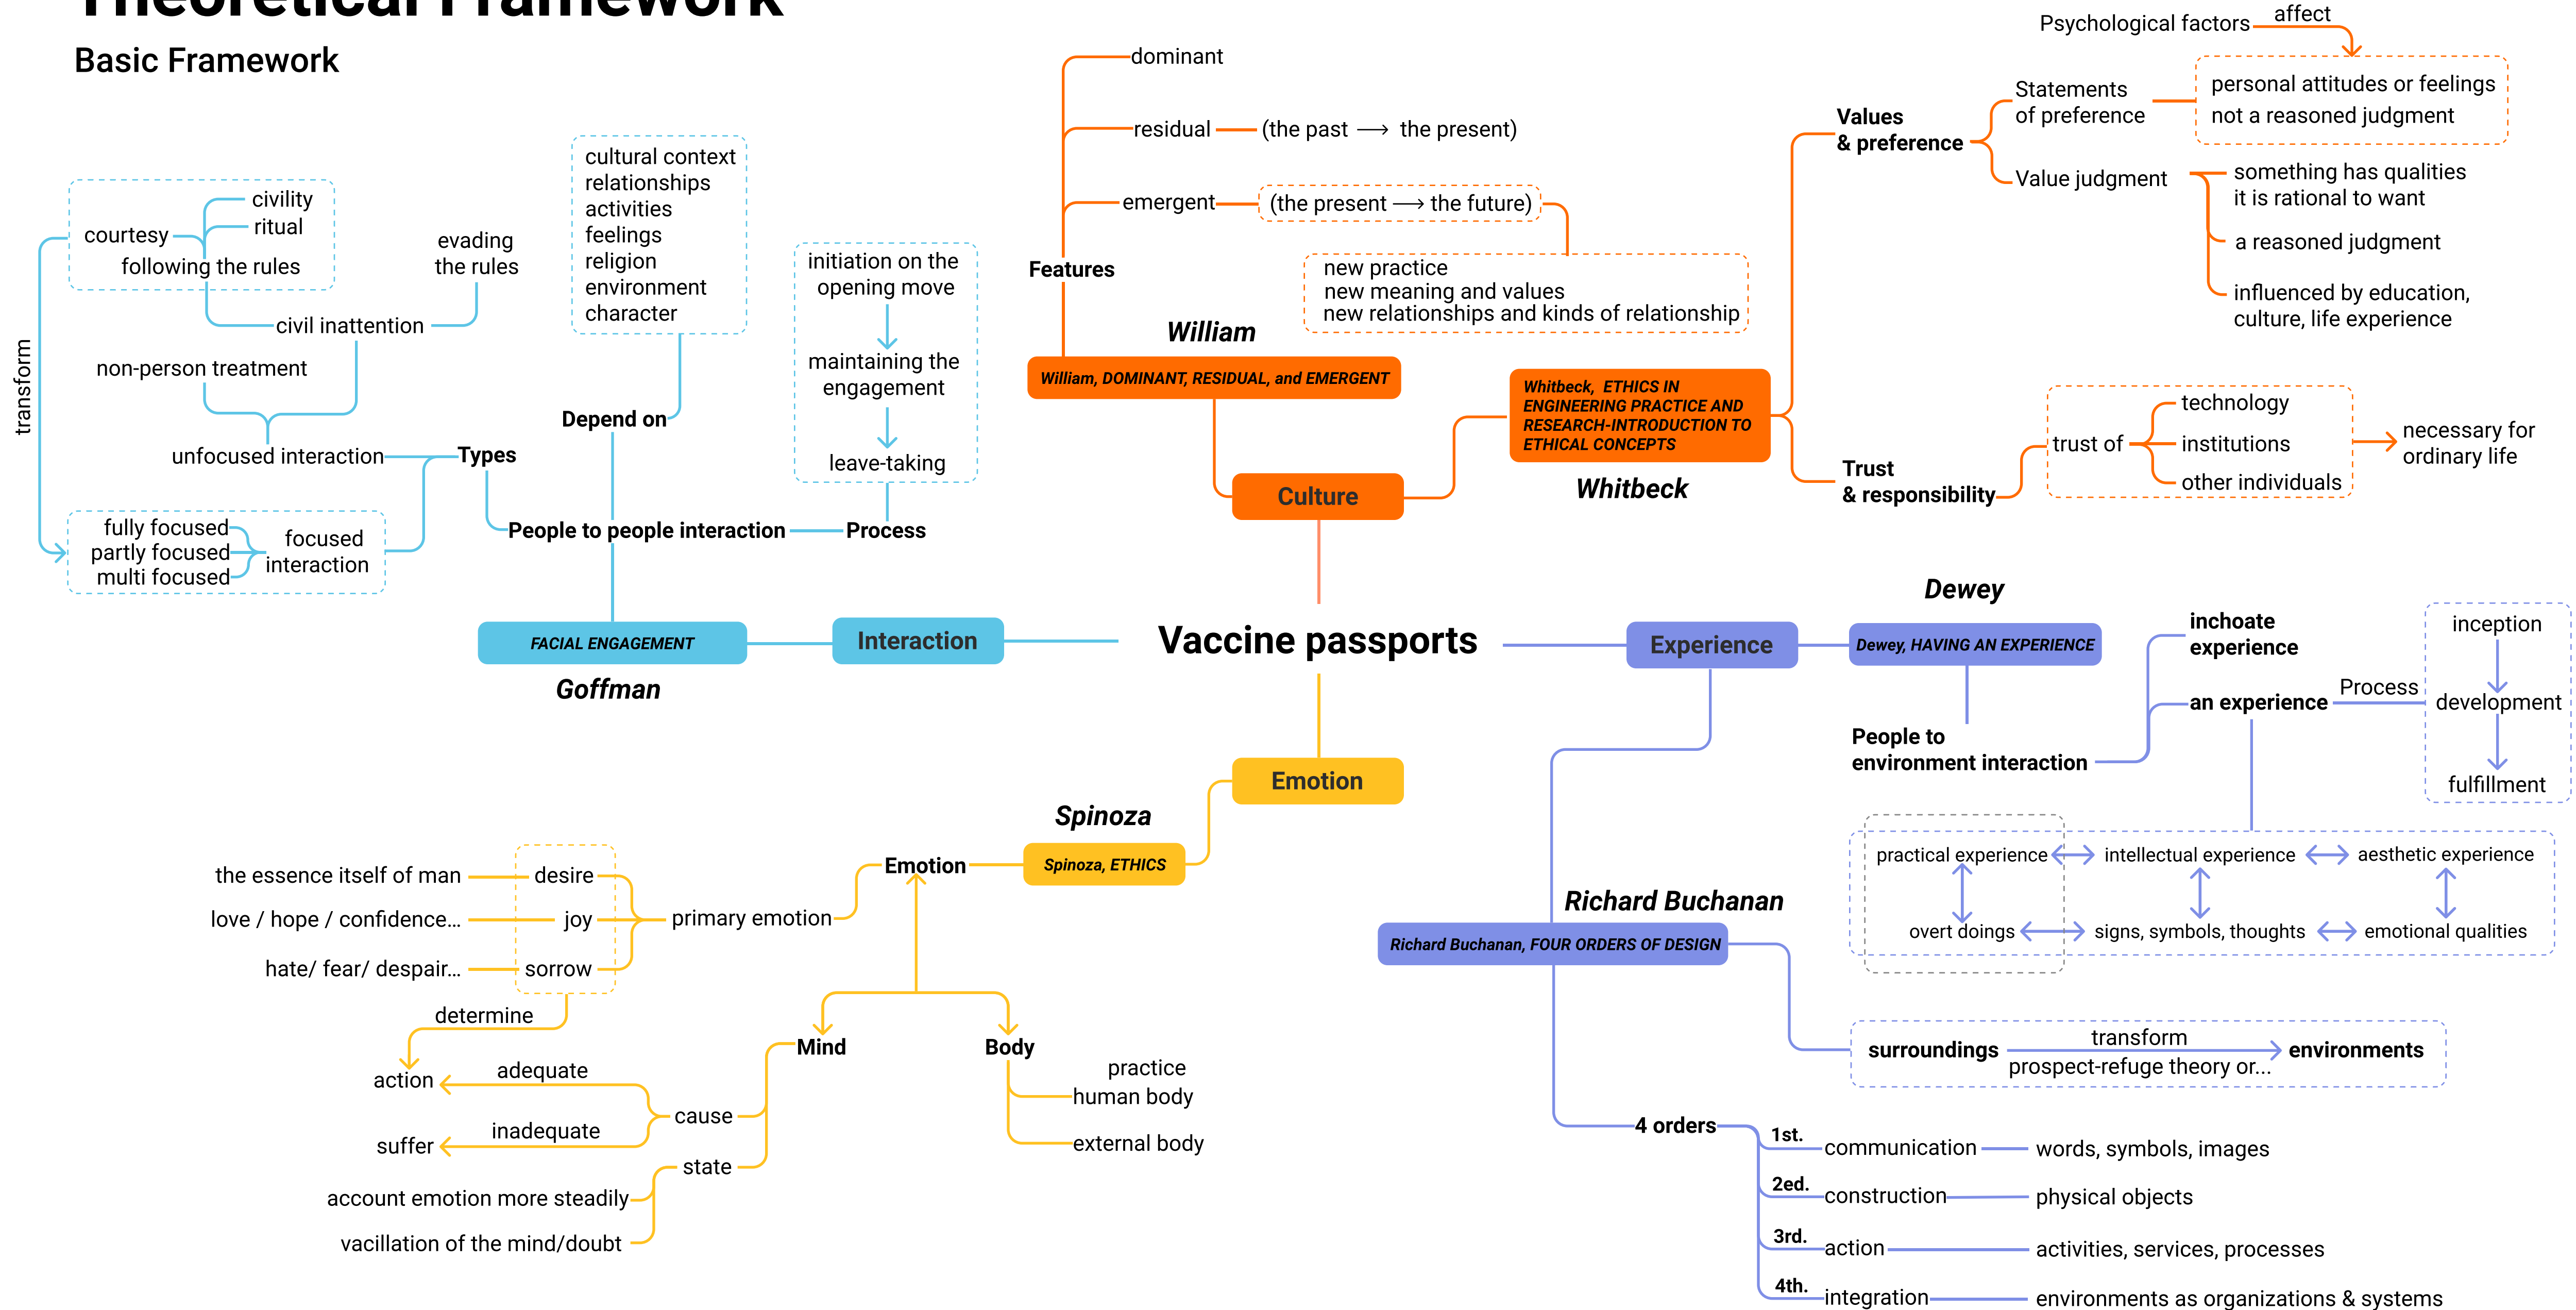 Theoretical Framework
Basic Framework
cultural context
relationships
activities
feelings
religion
environment
character
civility
ritual
courtesy
following the rules
evading
the rules
civil inattention
non-person treatment
transform
unfocused interaction
Types
Depend on
fully focused
partly focused
multi focused
focused
interaction
People to people interaction
Process
initiation on the
opening move
maintaining the
engagement
leave-taking
FACIAL ENGAGEMENT
Goffman
Interaction
dominant
residual
(the past ⟶ the present)
emergent
(the present ⟶ the future)
Features
new practice
new meaning and values
new relationships and kinds of relationship
William
William, DOMINANT, RESIDUAL, and EMERGENT
Culture
Whitbeck, ETHICS IN
ENGINEERING PRACTICE AND
RESEARCH-INTRODUCTION TO
ETHICAL CONCEPTS
Whitbeck
Psychological factors
affect
Values
& preference
Statements
of preference
personal attitudes or feelings
not a reasoned judgment
Value judgment
something has qualities
it is rational to want
a reasoned judgment
influenced by education,
culture, life experience
Trust
& responsibility
trust of
technology
institutions
other individuals
necessary for
ordinary life
Vaccine passports
Experience
Dewey
Dewey, HAVING AN EXPERIENCE
People to
environment interaction
inchoate
experience
an experience
Process
inception
development
fulfillment
practical experience
intellectual experience
aesthetic experience
overt doings
signs, symbols, thoughts
emotional qualities
Richard Buchanan
Richard Buchanan, FOUR ORDERS OF DESIGN
surroundings
transform
prospect-refuge theory or...
environments
4 orders
1st.
communication
words, symbols, images
2ed.
construction
physical objects
3rd.
action
activities, services, processes
4th.
integration
environments as organizations & systems
Emotion
Spinoza
Spinoza, ETHICS
Emotion
primary emotion
the essence itself of man
desire
love / hope / confidence...
joy
hate/ fear/ despair...
sorrow
determine
action
adequate
suffer
inadequate
cause
state
account emotion more steadily
vacillation of the mind/doubt
Mind
Body
practice
human body
external body